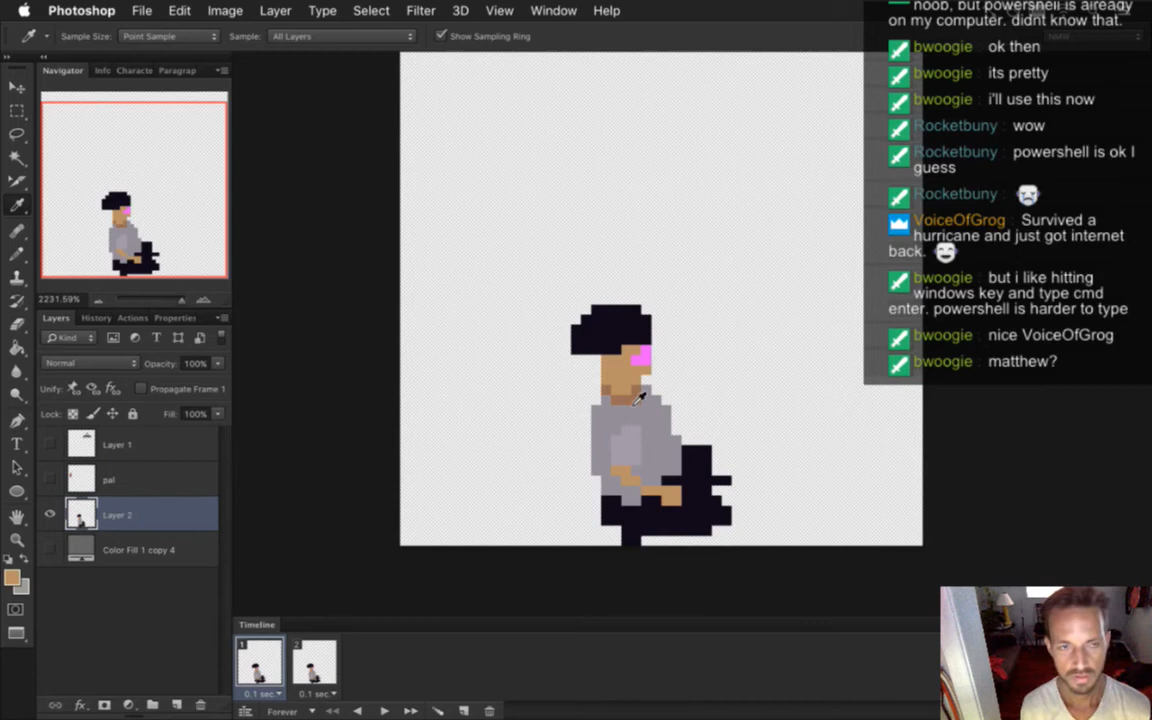 Photoshop File Edit Image Layer Type Select Filter 3D View Window Help
Sample Size: Point Sample Sample: All Layers Show Sampling Ring
Navigator Info Characte Paragrap
2231.59%
Layers History Actions Properties
Kind
Normal Opacity: 100%
Unify: Propagate Frame 1
Lock: Fill: 100%
Layer 1
pal
Layer 2
Color Fill 1 copy 4
Timeline
1 2
0.1 sec. 0.1 sec.
Forever
noob, but powershell is already
on my computer. didnt know that.
bwoogie: ok then
bwoogie: its pretty
bwoogie: i'll use this now
Rocketbuny: wow
Rocketbuny: powershell is ok I
guess
Rocketbuny:
VoiceOfGrog: Survived a
hurricane and just got internet
back.
bwoogie: but i like hitting
windows key and type cmd
enter. powershell is harder to type
bwoogie: nice VoiceOfGrog
bwoogie: matthew?